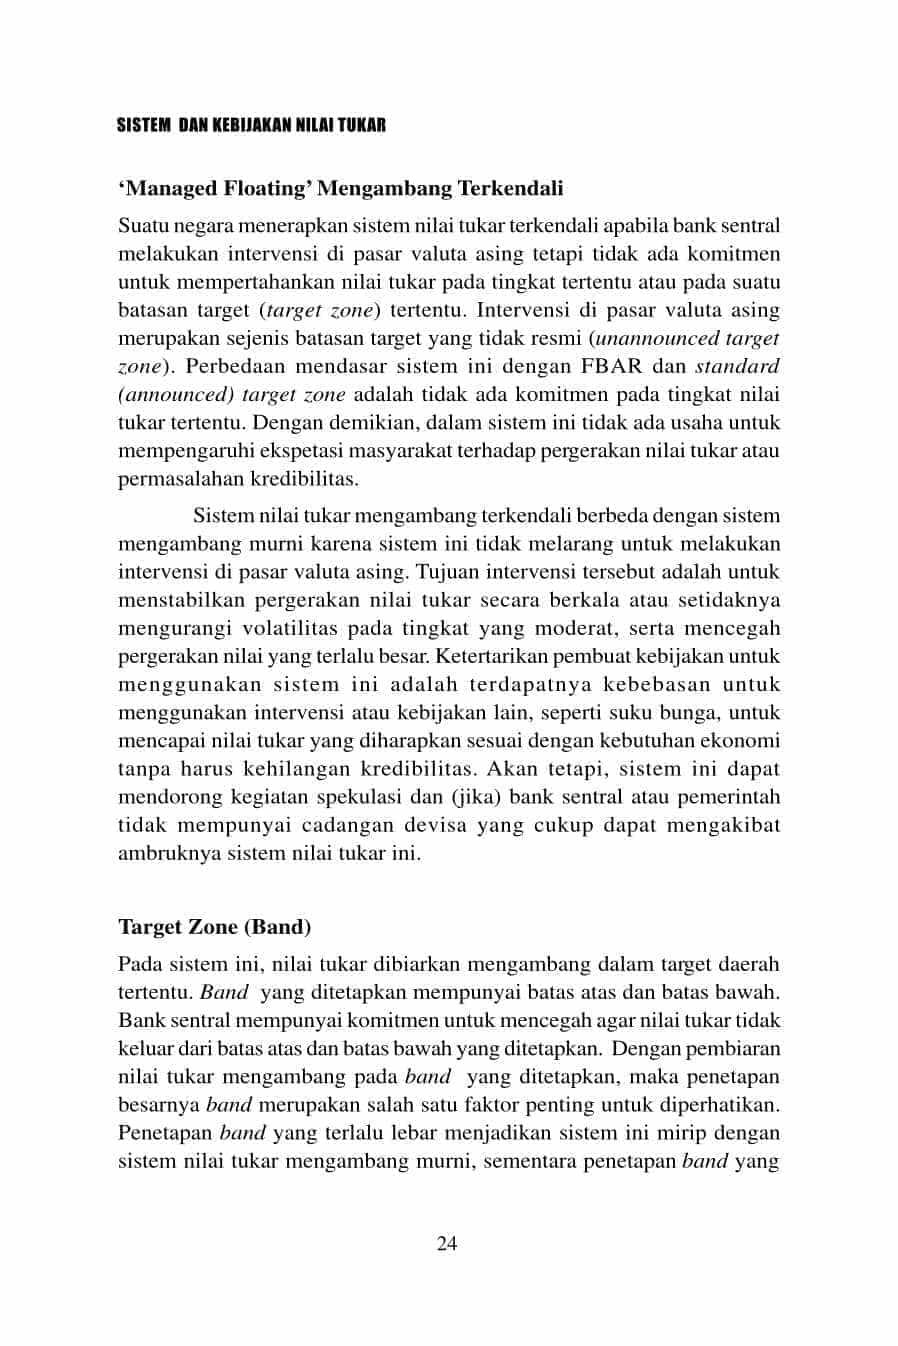 SISTEM DAN KEBIJAKAN NILAI TUKAR
‘Managed Floating’ Mengambang Terkendali
Suatu negara menerapkan sistem nilai tukar terkendali apabila bank sentral
melakukan intervensi di pasar valuta asing tetapi tidak ada komitmen
untuk mempertahankan nilai tukar pada tingkat tertentu atau pada suatu
batasan target (target zone) tertentu. Intervensi di pasar valuta asing
merupakan sejenis batasan target yang tidak resmi (unannounced target
zone). Perbedaan mendasar sistem ini dengan FBAR dan standard
(announced) target zone adalah tidak ada komitmen pada tingkat nilai
tukar tertentu. Dengan demikian, dalam sistem ini tidak ada usaha untuk
mempengaruhi ekspetasi masyarakat terhadap pergerakan nilai tukar atau
permasalahan kredibilitas.
Sistem nilai tukar mengambang terkendali berbeda dengan sistem
mengambang murni karena sistem ini tidak melarang untuk melakukan
intervensi di pasar valuta asing. Tujuan intervensi tersebut adalah untuk
menstabilkan pergerakan nilai tukar secara berkala atau setidaknya
mengurangi volatilitas pada tingkat yang moderat, serta mencegah
pergerakan nilai yang terlalu besar. Ketertarikan pembuat kebijakan untuk
menggunakan sistem ini adalah terdapatnya kebebasan untuk
menggunakan intervensi atau kebijakan lain, seperti suku bunga, untuk
mencapai nilai tukar yang diharapkan sesuai dengan kebutuhan ekonomi
tanpa harus kehilangan kredibilitas. Akan tetapi, sistem ini dapat
mendorong kegiatan spekulasi dan (jika) bank sentral atau pemerintah
tidak mempunyai cadangan devisa yang cukup dapat mengakibat
ambruknya sistem nilai tukar ini.
Target Zone (Band)
Pada sistem ini, nilai tukar dibiarkan mengambang dalam target daerah
tertentu. Band yang ditetapkan mempunyai batas atas dan batas bawah.
Bank sentral mempunyai komitmen untuk mencegah agar nilai tukar tidak
keluar dari batas atas dan batas bawah yang ditetapkan. Dengan pembiaran
nilai tukar mengambang pada band yang ditetapkan, maka penetapan
besarnya band merupakan salah satu faktor penting untuk diperhatikan.
Penetapan band yang terlalu lebar menjadikan sistem ini mirip dengan
sistem nilai tukar mengambang murni, sementara penetapan band yang
24